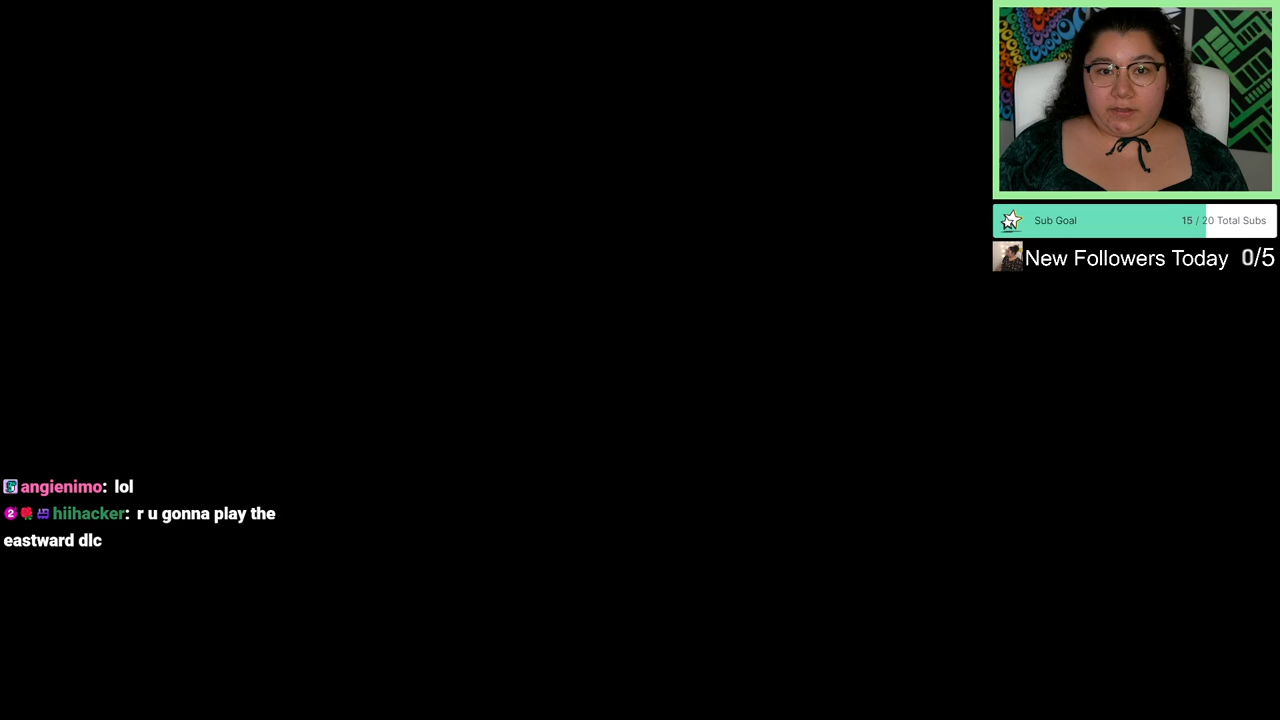 Sub Goal 15 / 20 Total Subs
New Followers Today 0/5
angienimo: lol
2 hiihacker: r u gonna play the
eastward dlc